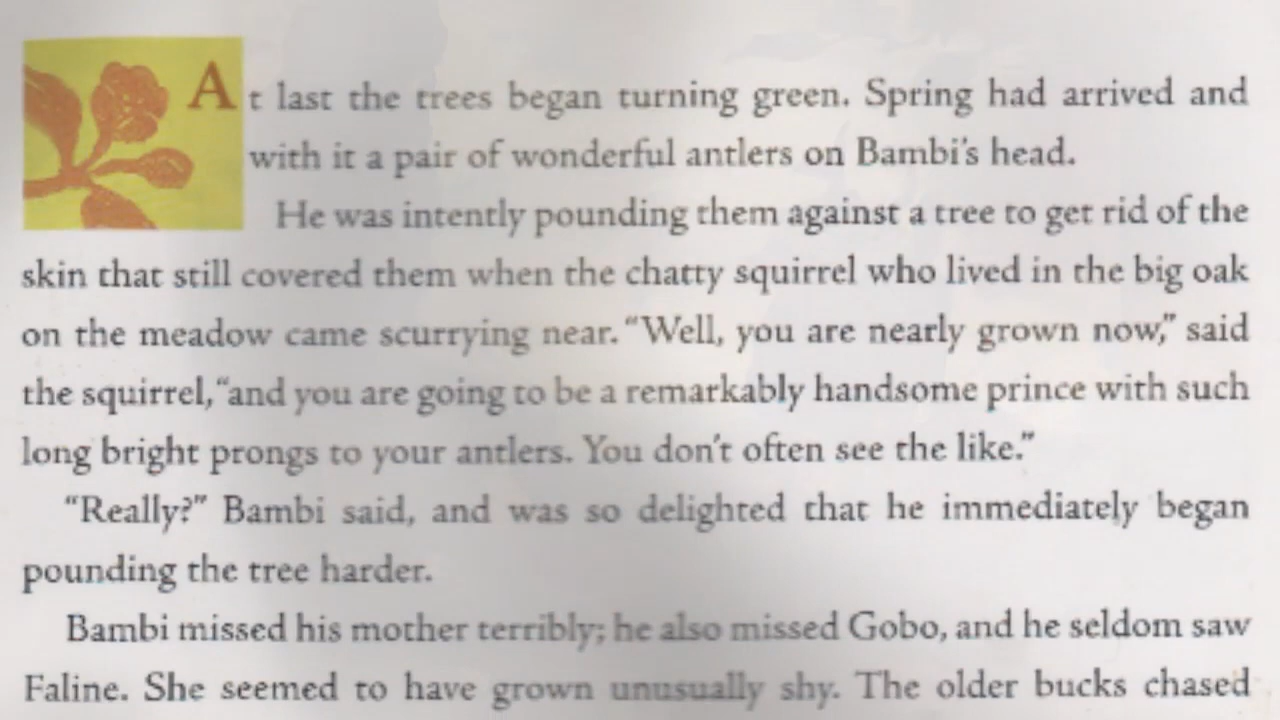 At last the trees began turning green. Spring had arrived and
with it a pair of wonderful antlers on Bambi's head.
He was intently pounding them against a tree to get rid of the
skin that still covered them when the chatty squirrel who lived in the big oak
on the meadow came scurrying near. “Well, you are nearly grown now,” said
the squirrel, “and you are going to be a remarkably handsome prince with such
long bright prongs to your antlers. You don't often see the like.”
“Really?” Bambi said, and was so delighted that he immediately began
pounding the tree harder.
Bambi missed his mother terribly; he also missed Gobo, and he seldom saw
Faline. She seemed to have grown unusually shy. The older bucks chased